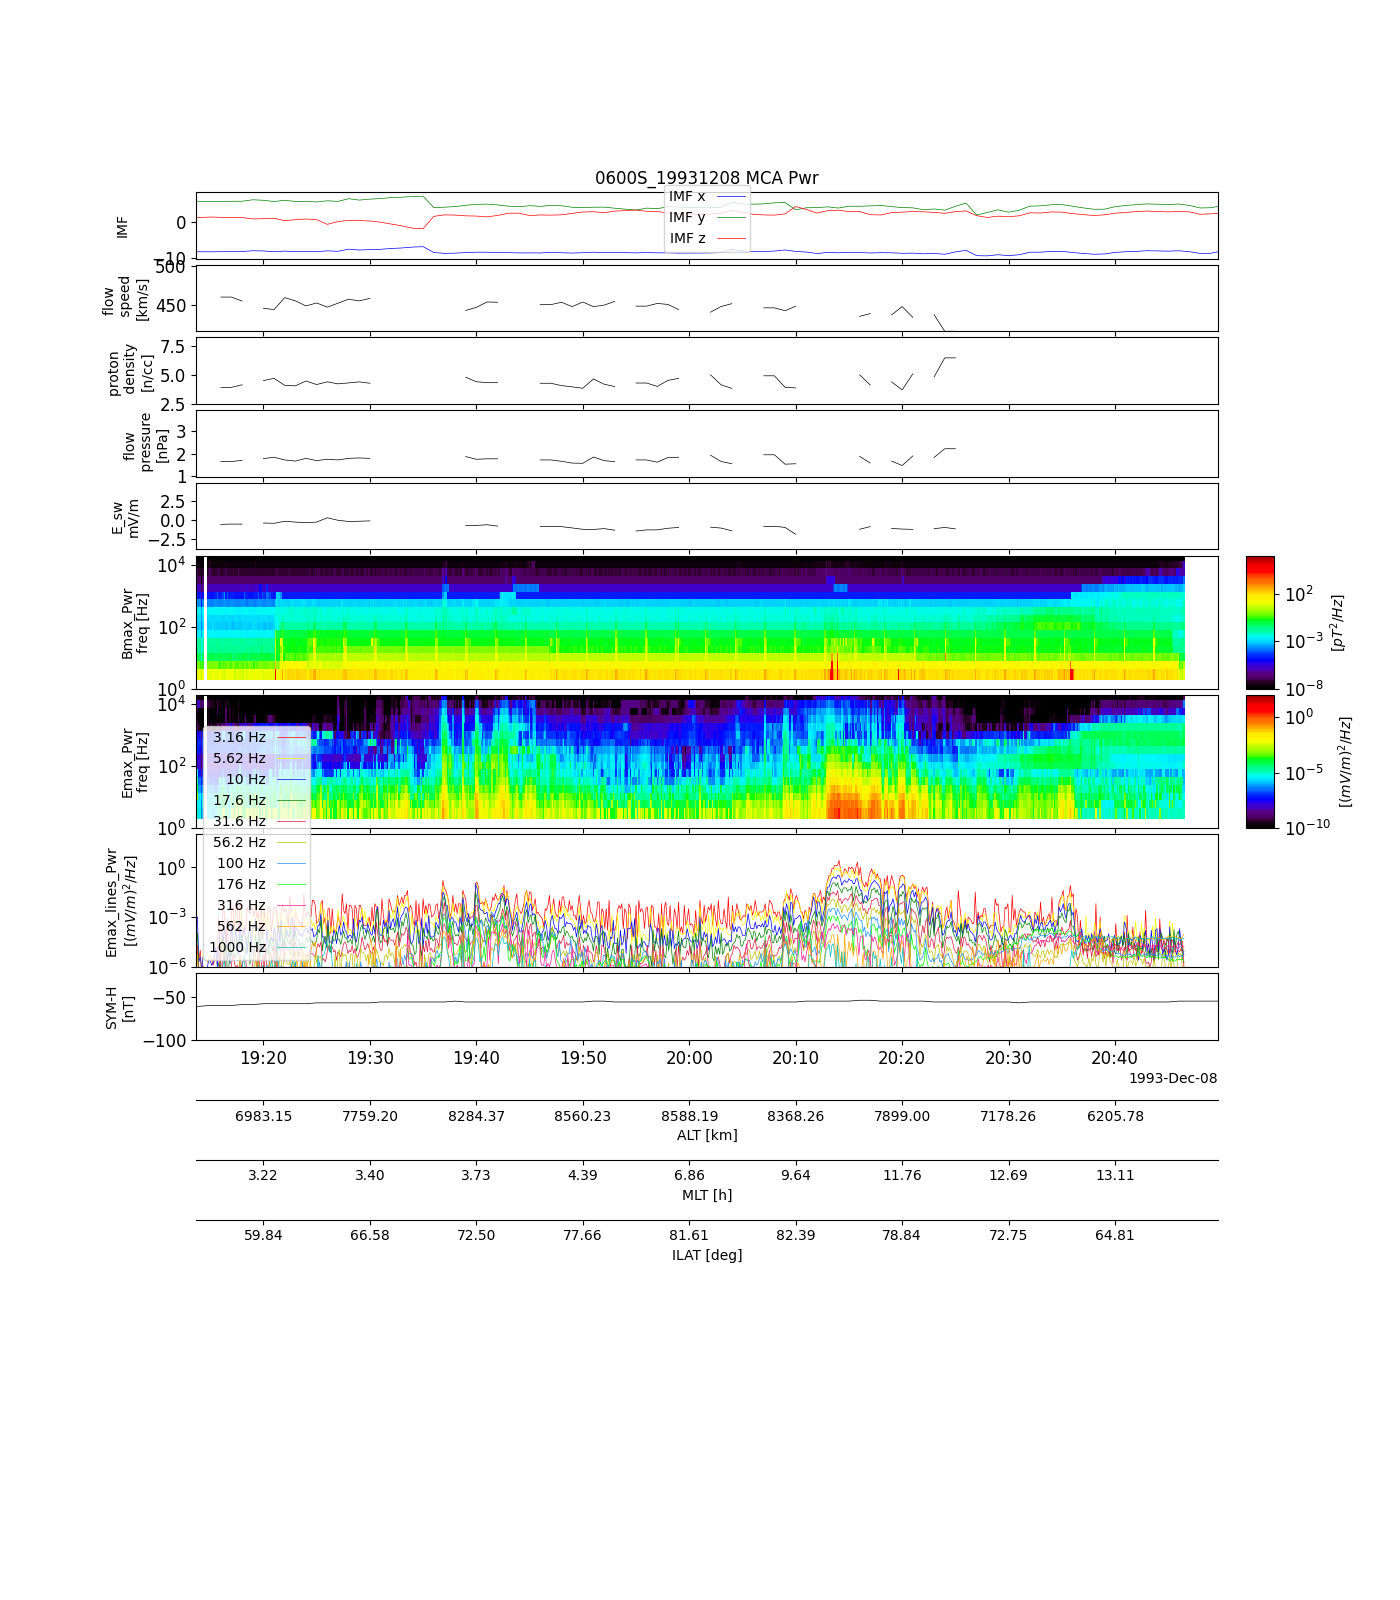 0600S_19931208 MCA Pwr
IMF x
IMF y
IMF z
IMF
0
−10
flow
speed
[km/s]
500
450
proton
density
[n/cc]
7.5
5.0
2.5
flow
pressure
[nPa]
3
2
1
E_sw
mV/m
2.5
0.0
−2.5
Bmax_Pwr
freq [Hz]
10^4
10^2
10^0
10^2
10^-3
10^-8
[pT^2/Hz]
Emax_Pwr
freq [Hz]
10^4
10^2
10^0
10^0
10^-5
10^-10
[(mV/m)^2/Hz]
3.16 Hz
5.62 Hz
10 Hz
17.6 Hz
31.6 Hz
56.2 Hz
100 Hz
176 Hz
316 Hz
562 Hz
1000 Hz
Emax_lines_Pwr
[(mV/m)^2/Hz]
10^0
10^-3
10^-6
SYM-H
[nT]
−50
−100
19:20 19:30 19:40 19:50 20:00 20:10 20:20 20:30 20:40
1993-Dec-08
6983.15 7759.20 8284.37 8560.23 8588.19 8368.26 7899.00 7178.26 6205.78
ALT [km]
3.22 3.40 3.73 4.39 6.86 9.64 11.76 12.69 13.11
MLT [h]
59.84 66.58 72.50 77.66 81.61 82.39 78.84 72.75 64.81
ILAT [deg]